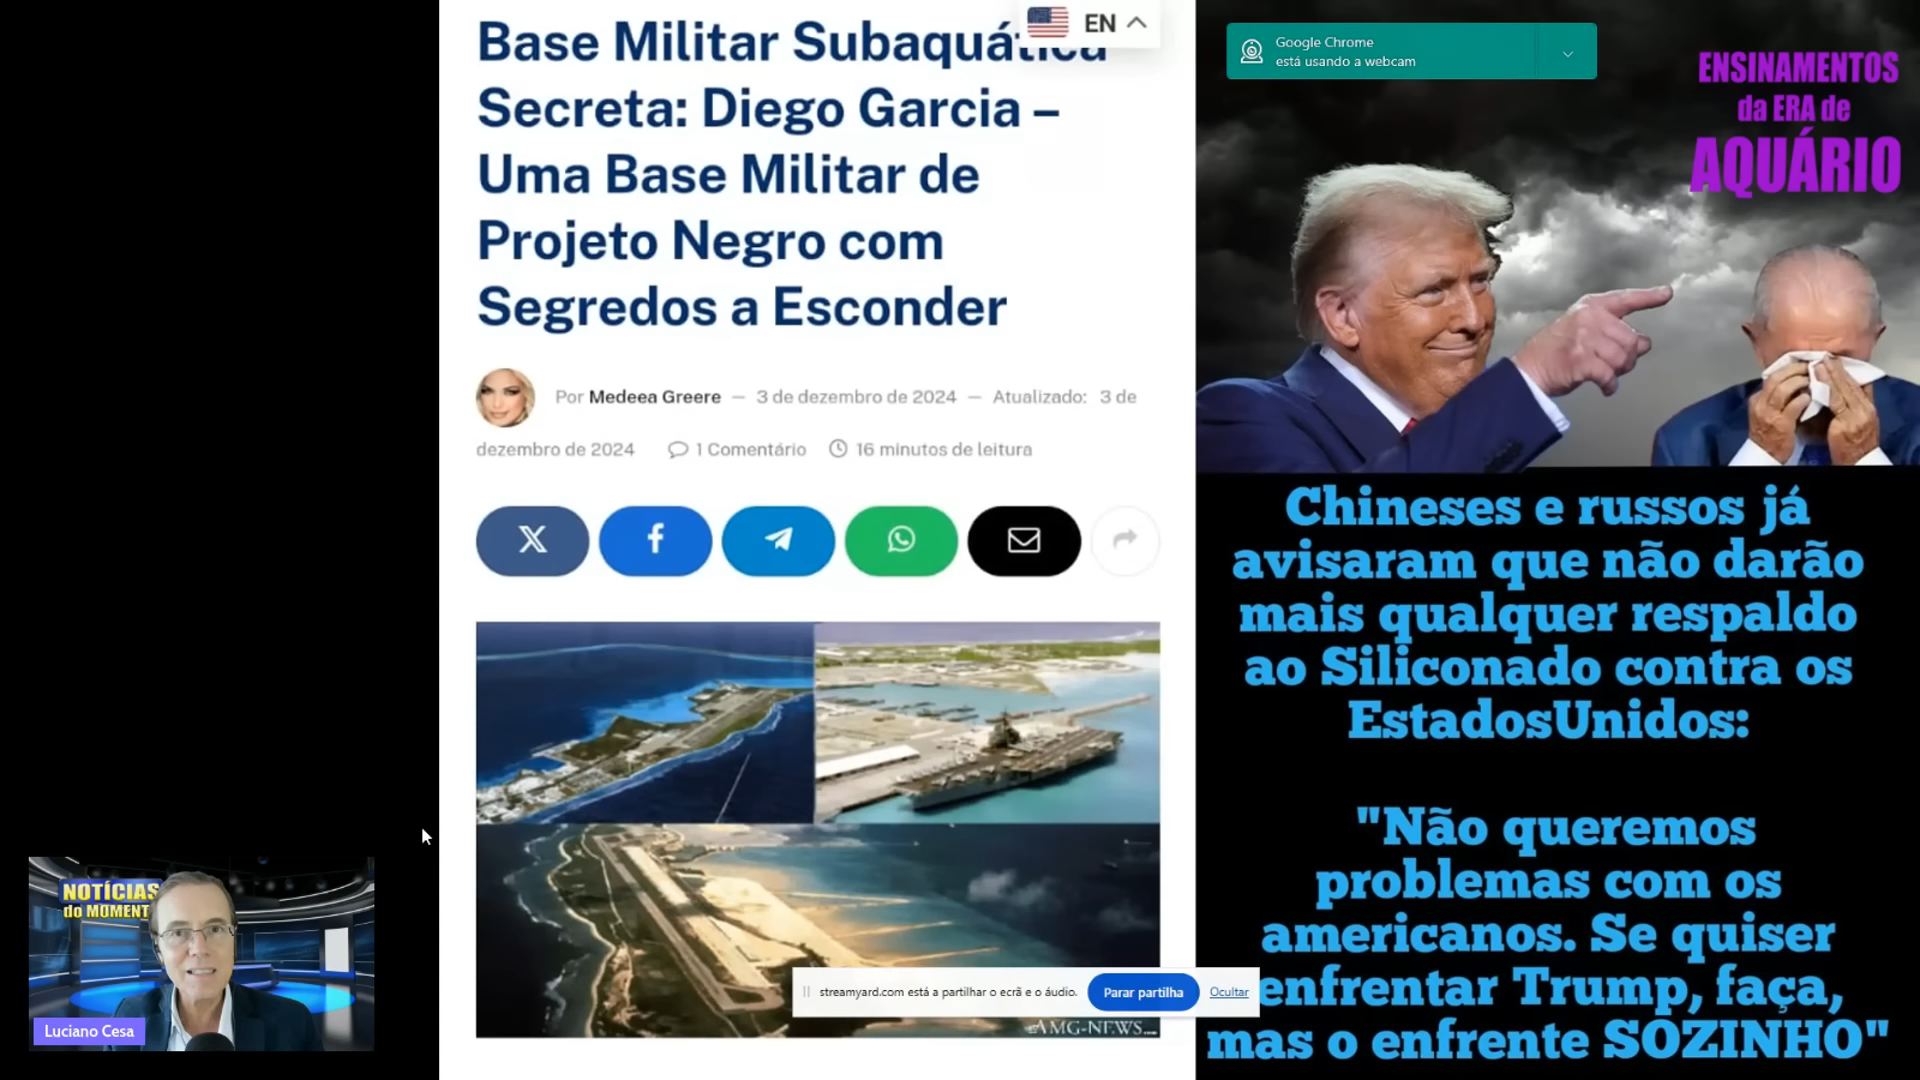 Base Militar Subaquática
Secreta: Diego Garcia –
Uma Base Militar de
Projeto Negro com
Segredos a Esconder
EN
Por Medeea Greere — 3 de dezembro de 2024 — Atualizado: 3 de
dezembro de 2024 1 Comentário 16 minutos de leitura
AMG-NEWS
streamyard.com está a partilhar o ecrã e o áudio. Parar partilha Ocultar
NOTÍCIAS
do MOMENT
Luciano Cesa
Google Chrome
está usando a webcam
ENSINAMENTOS
da ERA de
AQUÁRIO
Chineses e russos já
avisaram que não darão
mais qualquer respaldo
ao Siliconado contra os
EstadosUnidos:
"Não queremos
problemas com os
americanos. Se quiser
enfrentar Trump, faça,
mas o enfrente SOZINHO"